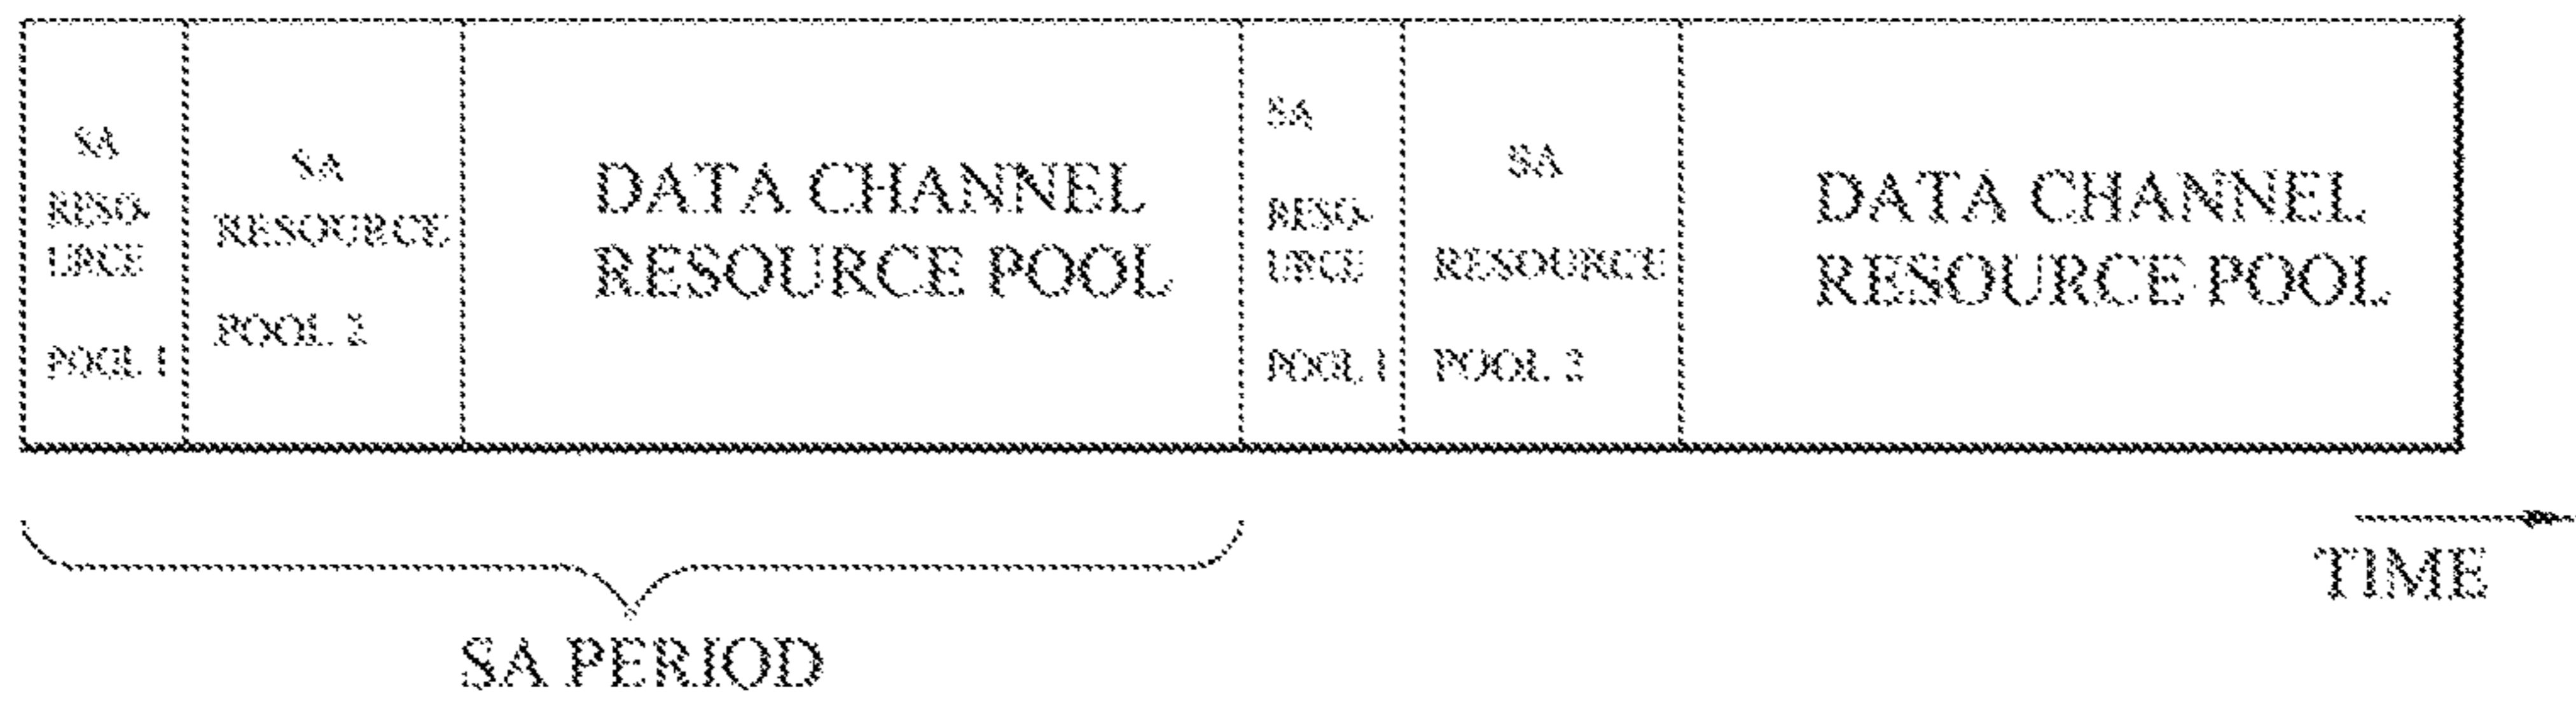 SA
RESO-
URCE
POOL 1
SA
RESOURCE
POOL 2
DATA CHANNEL
RESOURCE POOL
SA
RESO-
URCE
POOL 1
SA
RESOURCE
POOL 2
DATA CHANNEL
RESOURCE POOL
TIME
SA PERIOD